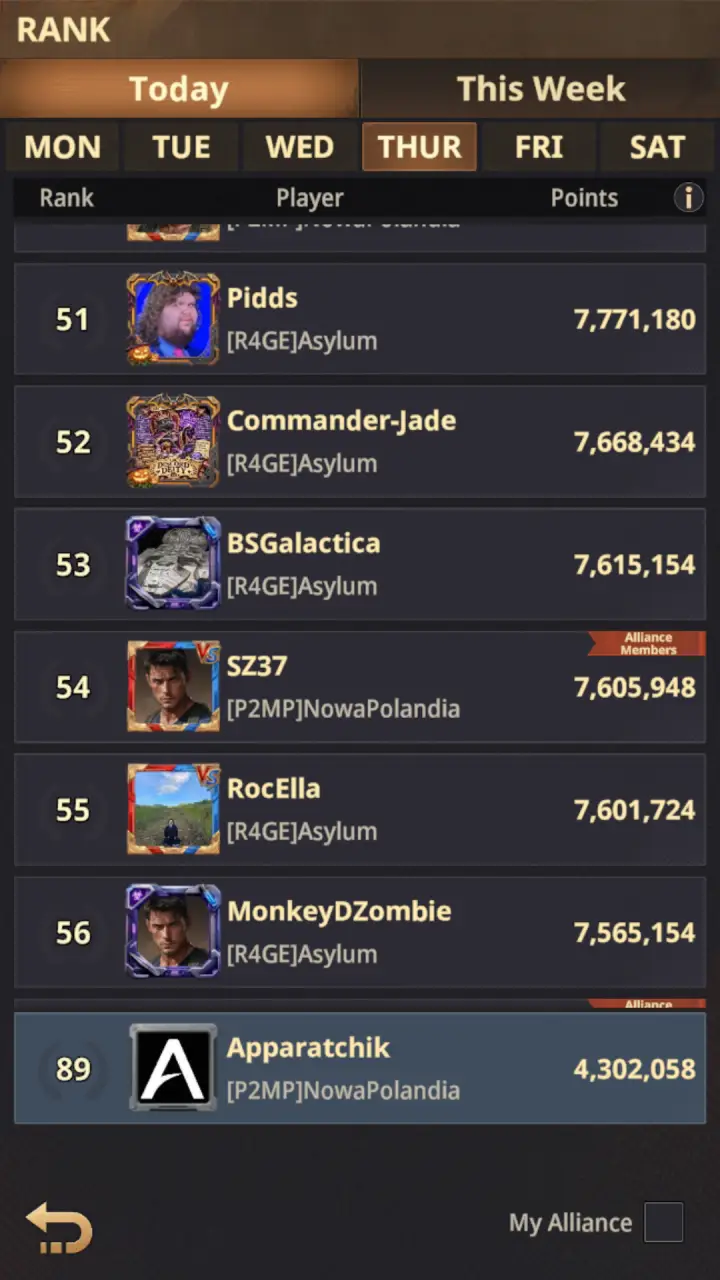 RANK
Today
This Week
MON TUE WED THUR FRI SAT
Rank Player Points i
51
Pidds
[R4GE]Asylum
7,771,180
52
Commander-Jade
[R4GE]Asylum
7,668,434
53
BSGalactica
[R4GE]Asylum
7,615,154
Alliance
Members
54
SZ37
[P2MP]NowaPolandia
7,605,948
VS
55
RocElla
[R4GE]Asylum
7,601,724
VS
56
MonkeyDZombie
[R4GE]Asylum
7,565,154
Alliance
89
Apparatchik
[P2MP]NowaPolandia
4,302,058
My Alliance